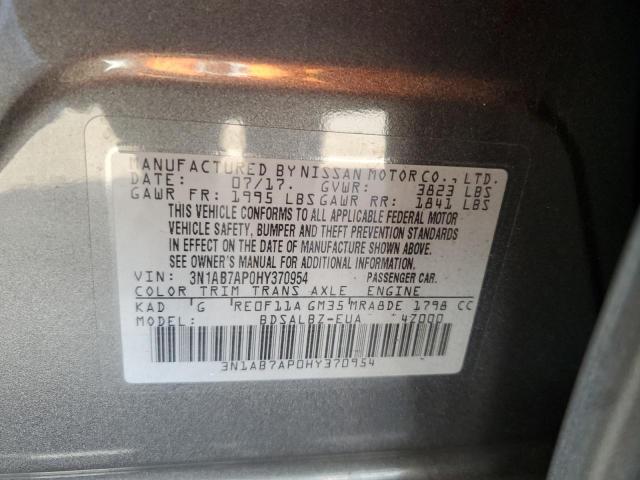 MANUFACTURED BY NISSAN MOTOR CO., LTD.
DATE: 07/17. GVWR: 3823 LBS
GAWR FR: 1995 LBS GAWR RR: 1841 LBS
THIS VEHICLE CONFORMS TO ALL APPLICABLE FEDERAL MOTOR
VEHICLE SAFETY, BUMPER AND THEFT PREVENTION STANDARDS
IN EFFECT ON THE DATE OF MANUFACTURE SHOWN ABOVE.
SEE OWNER'S MANUAL FOR ADDITIONAL INFORMATION.
VIN: 3N1AB7AP0HY370954 PASSENGER CAR.
COLOR TRIM TRANS AXLE ENGINE
KAD G RE0F11A GM35 MRA8DE 1798 CC
MODEL: BDSALBZ-EUA 4Z000
3N1AB7AP0HY370954